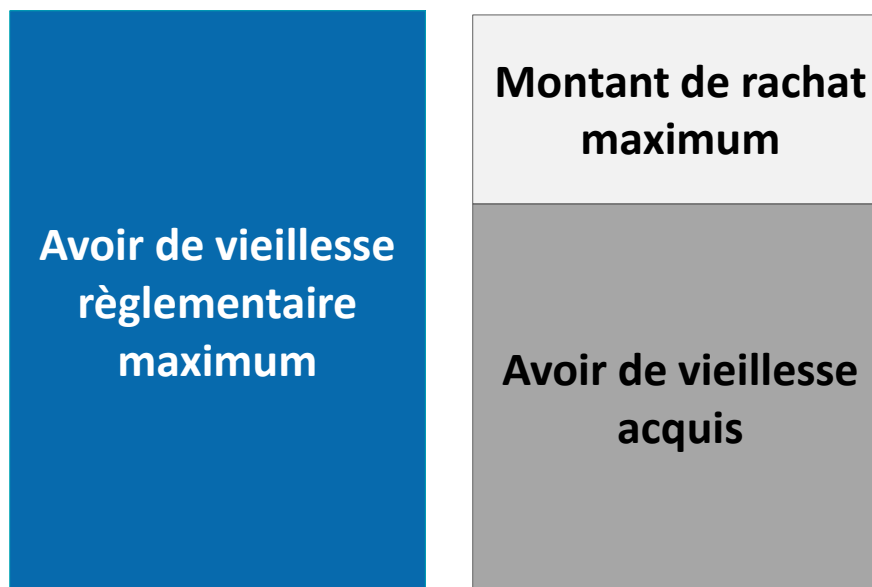 Avoir de vieillesse
règlementaire
maximum
Montant de rachat
maximum
Avoir de vieillesse
acquis